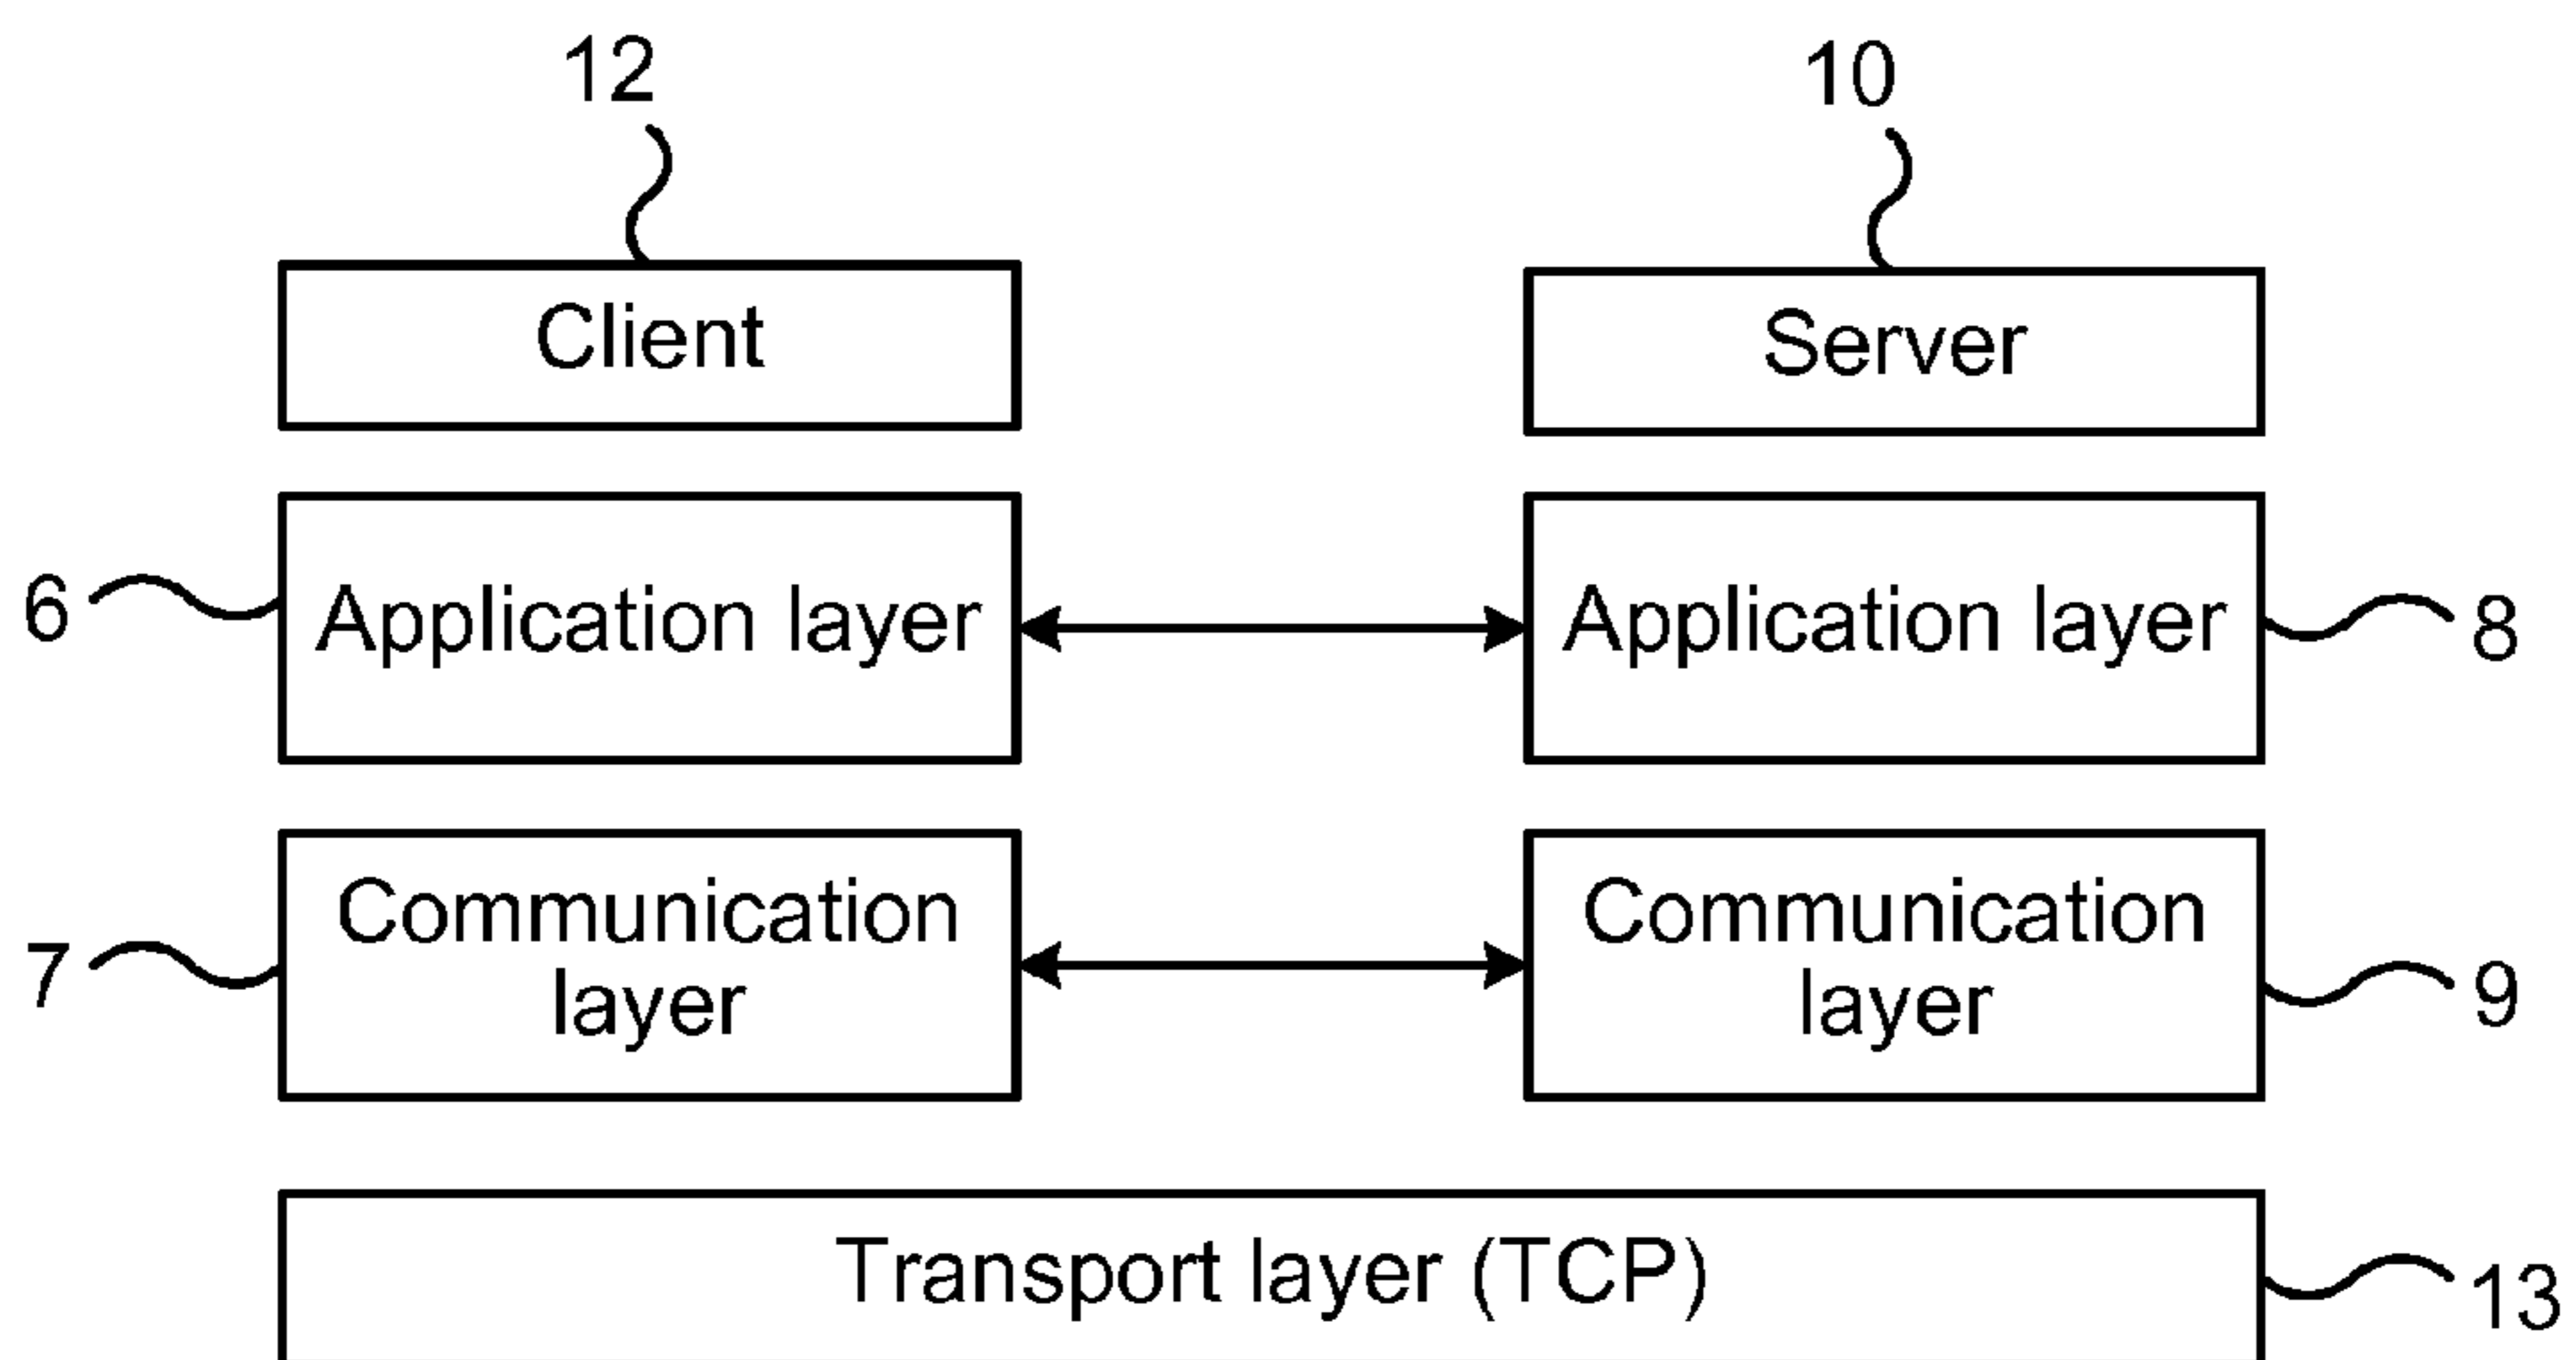 12
10
Client
Server
6
Application layer
Application layer
8
7
Communication
layer
Communication
layer
9
Transport layer (TCP)
13